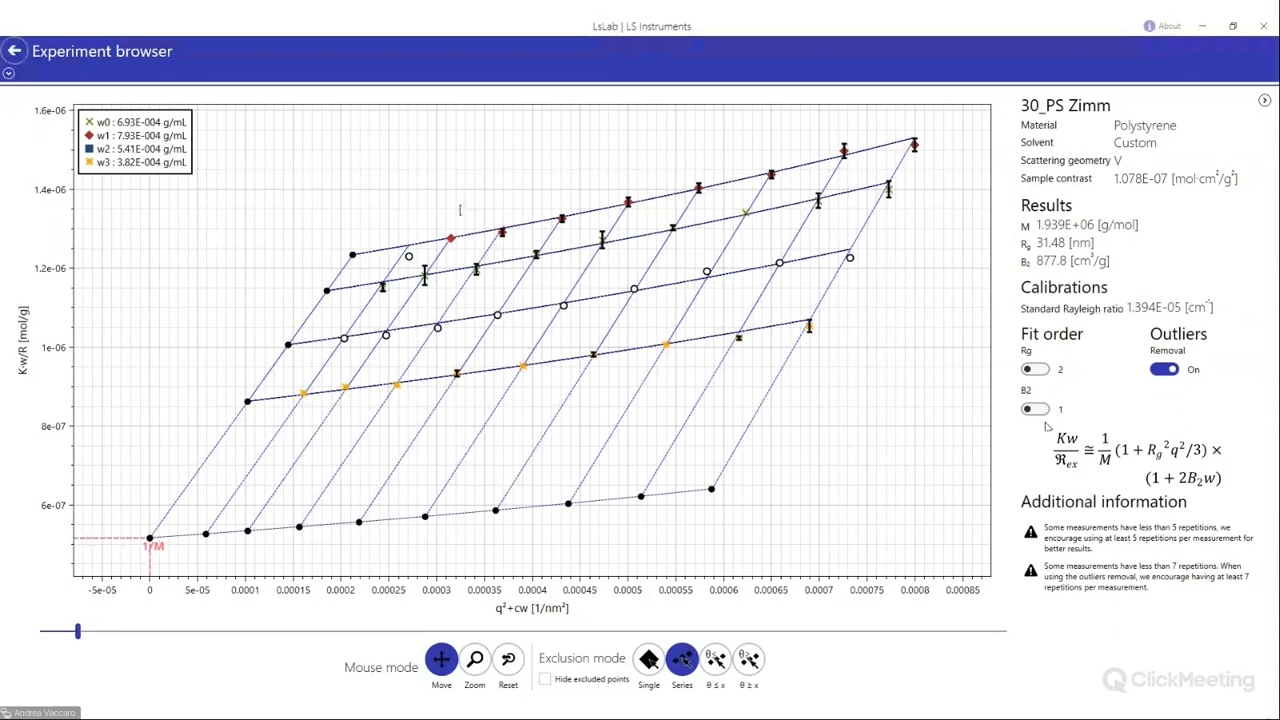 LsLab | LS Instruments
About
Experiment browser
1.6e-06
1.4e-06
1.2e-06
1e-06
8e-07
6e-07
K·w/R [mol/g]
w0 : 6.93E-004 g/mL
w1 : 7.93E-004 g/mL
w2 : 5.41E-004 g/mL
w3 : 3.82E-004 g/mL
1/M
-5e-05 0 5e-05 0.0001 0.00015 0.0002 0.00025 0.0003 0.00035 0.0004 0.00045 0.0005 0.00055 0.0006 0.00065 0.0007 0.00075 0.0008 0.00085
q²+cw [1/nm²]
30_PS Zimm
Material Polystyrene
Solvent Custom
Scattering geometry V
Sample contrast 1.078E-07 [mol·cm²/g²]
Results
M 1.939E+06 [g/mol]
Rg 31.48 [nm]
B₂ 877.8 [cm³/g]
Calibrations
Standard Rayleigh ratio 1.394E-05 [cm⁻¹]
Fit order Outliers
Rg Removal
2 On
B2
1
Kw/ℜₑₓ ≅ 1/M (1 + R_g²q²/3) ×
(1 + 2B₂w)
Additional information
Some measurements have less than 5 repetitions, we
encourage using at least 5 repetitions per measurement for
better results.
Some measurements have less than 7 repetitions. When
using the outliers removal, we encourage having at least 7
repetitions per measurement.
Mouse mode
Move Zoom Reset
Exclusion mode
Hide excluded points
θ≤ θ≥
Single Series θ ≤ x θ ≥ x
ClickMeeting
Andrea Vaccaro